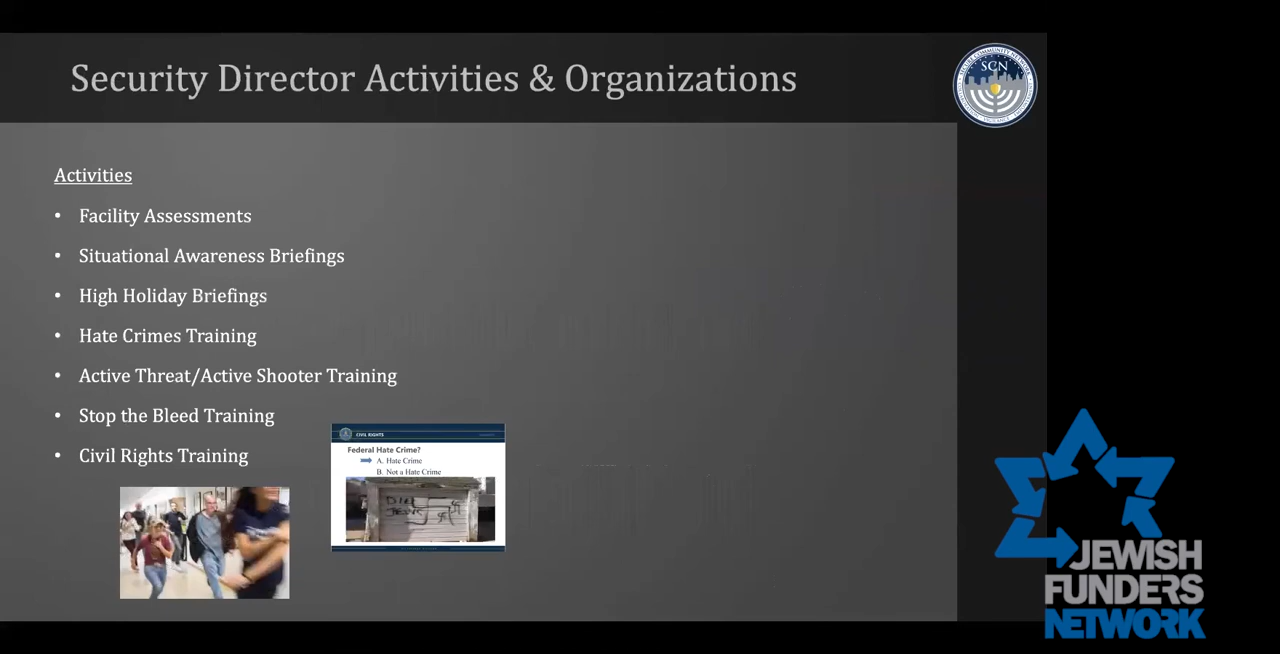 Security Director Activities & Organizations
SCN
Activities
• Facility Assessments
• Situational Awareness Briefings
• High Holiday Briefings
• Hate Crimes Training
• Active Threat/Active Shooter Training
• Stop the Bleed Training
• Civil Rights Training
CIVIL RIGHTS
Federal Hate Crime?
A. Hate Crime
B. Not a Hate Crime
JEWISH
FUNDERS
NETWORK